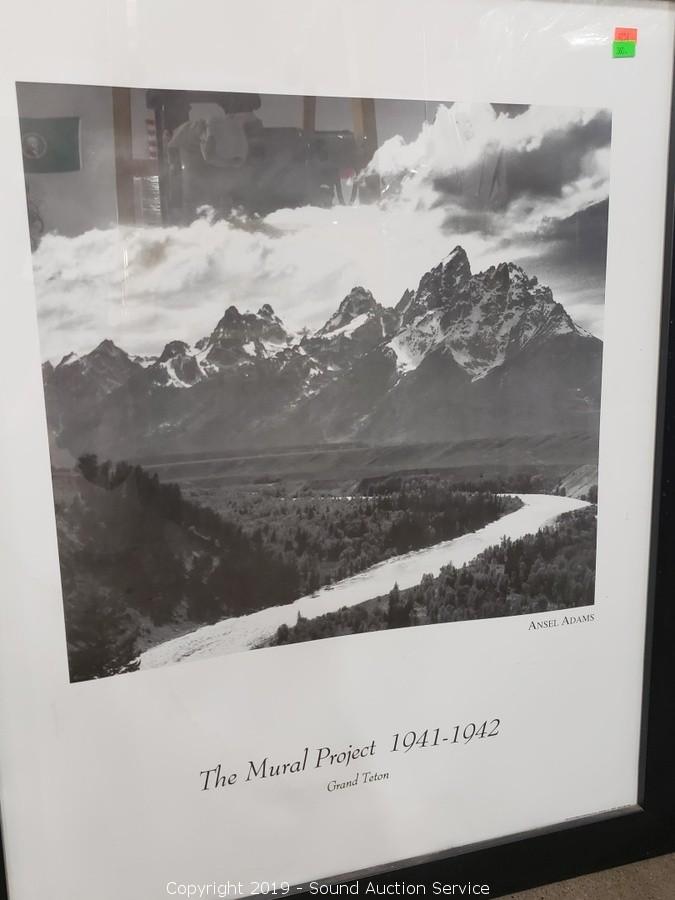 ANSEL ADAMS
The Mural Project 1941-1942
Grand Teton
Copyright 2019 - Sound Auction Service